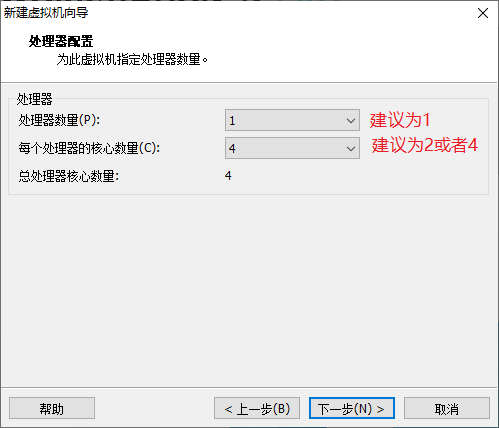 新建虚拟机向导
处理器配置
为此虚拟机指定处理器数量。
处理器
处理器数量(P): 1 建议为1
每个处理器的核心数量(C): 4 建议为2或者4
总处理器核心数量: 4
帮助 < 上一步(B) 下一步(N) > 取消